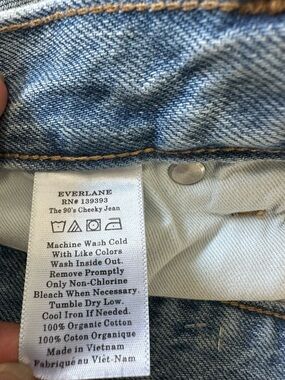 EVERLANE
RN# 139393
The 90's Cheeky Jean
Machine Wash Cold
With Like Colors
Wash Inside Out.
Remove Promptly
Only Non-Chlorine
Bleach When Necessary.
Tumble Dry Low.
Cool Iron If Needed.
100% Organic Cotton
100% Coton Organique
Made in Vietnam
Fabriqué au Viêt-Nam